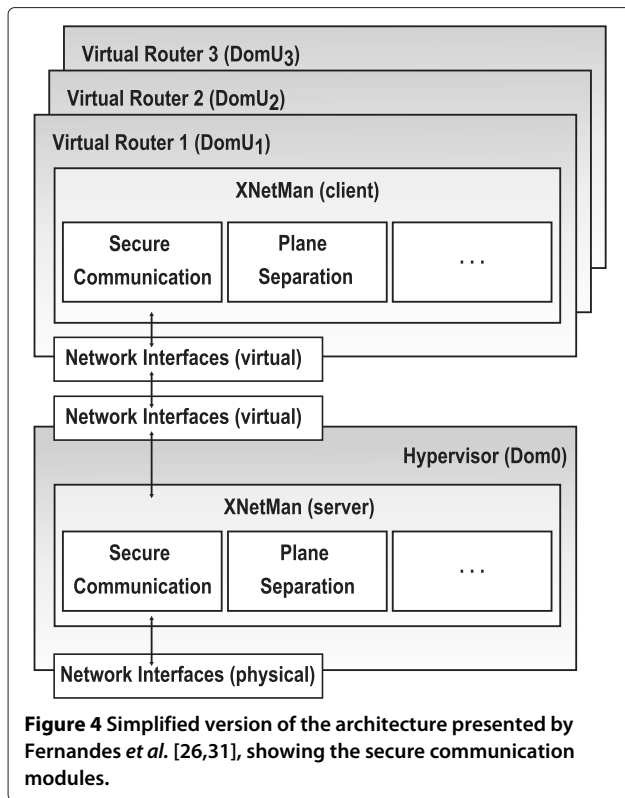 Virtual Router 3 (DomU3)
Virtual Router 2 (DomU2)
Virtual Router 1 (DomU1)
XNetMan (client)
Secure
Communication
Plane
Separation
...
Network Interfaces (virtual)
Network Interfaces (virtual)
Hypervisor (Dom0)
XNetMan (server)
Secure
Communication
Plane
Separation
...
Network Interfaces (physical)
Figure 4 Simplified version of the architecture presented by
Fernandes et al. [26,31], showing the secure communication
modules.